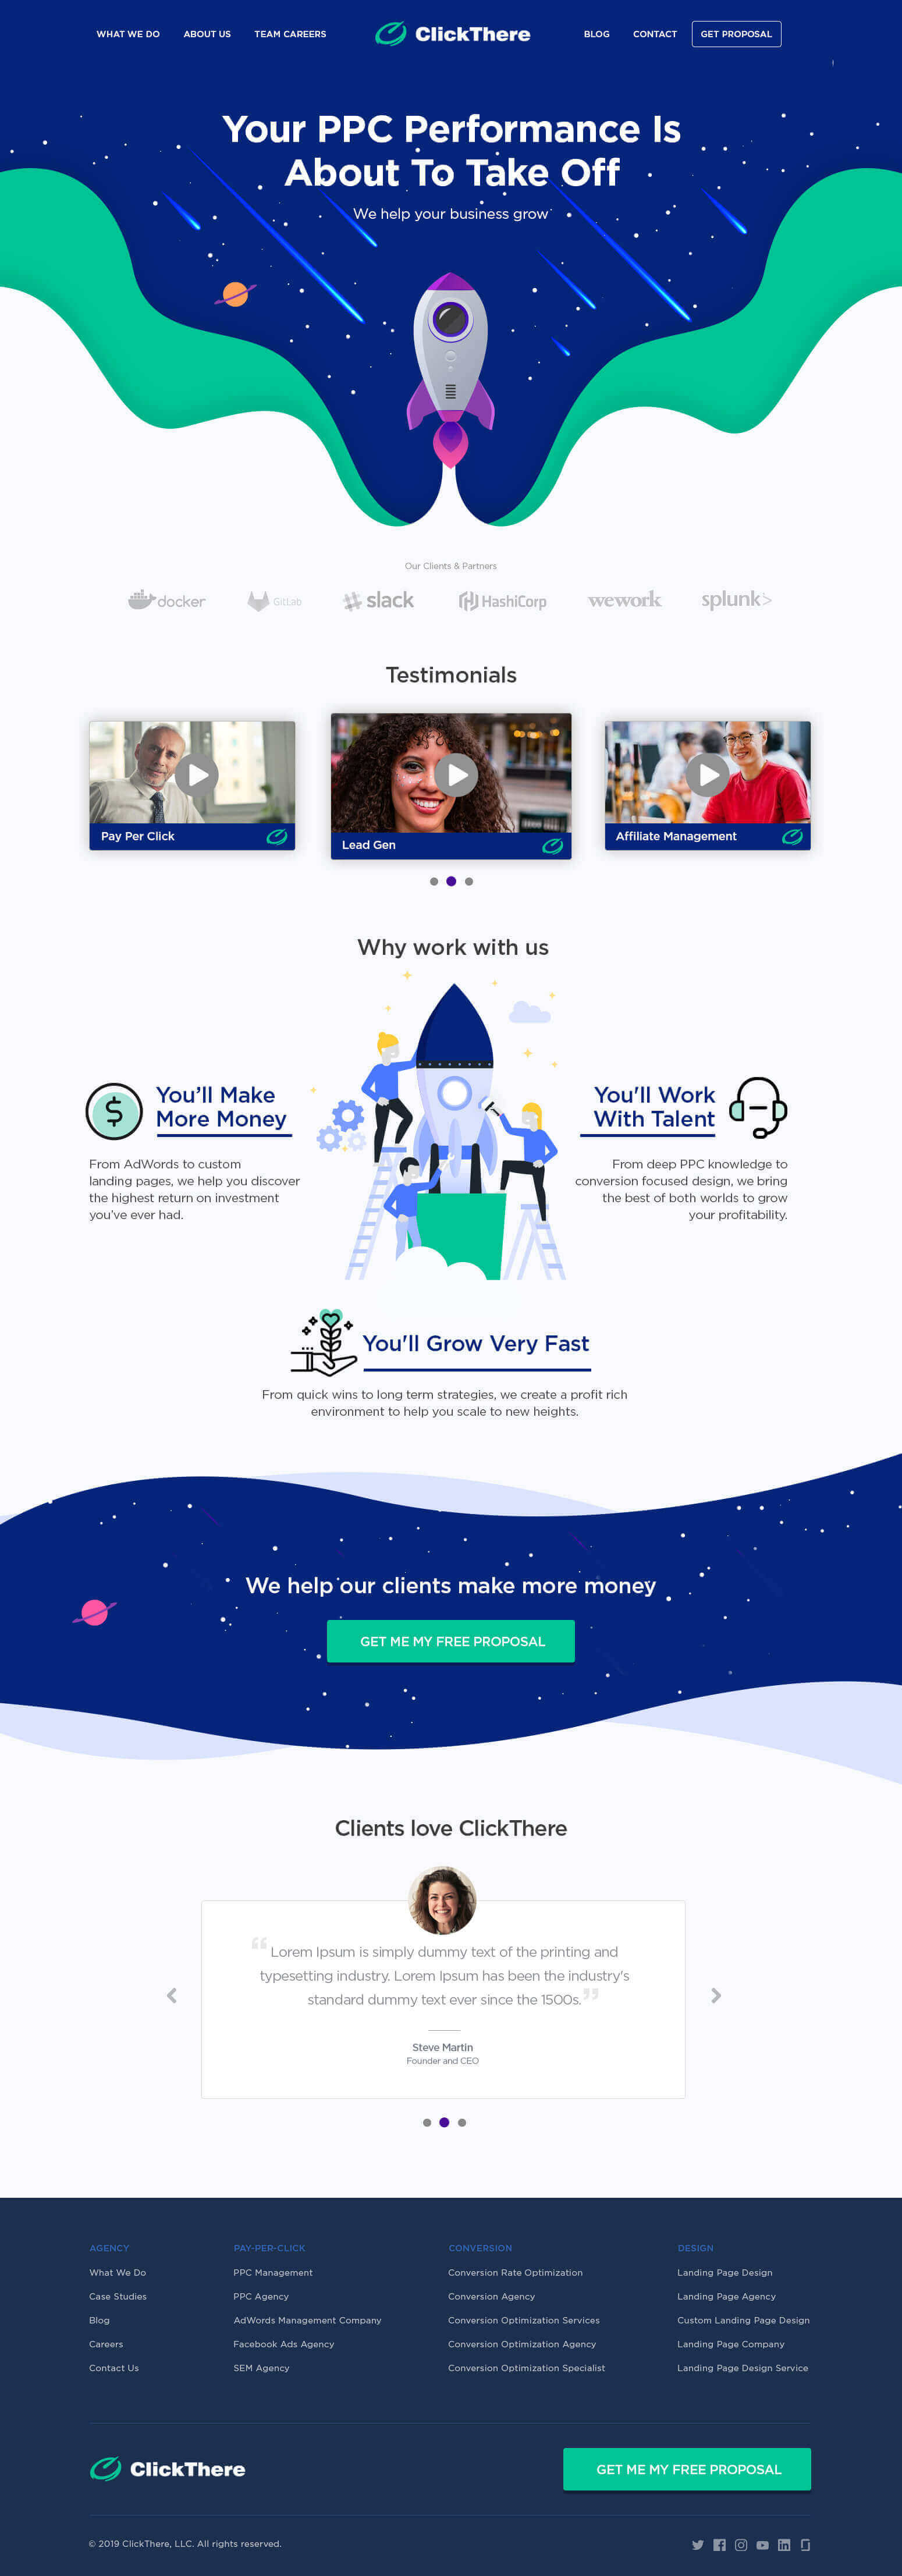 WHAT WE DO
ABOUT US
TEAM CAREERS
ClickThere
BLOG
CONTACT
GET PROPOSAL
Your PPC Performance Is
About To Take Off
We help your business grow
Our Clients & Partners
docker
GitLab
slack
HashiCorp
wework
splunk>
Testimonials
Pay Per Click
Lead Gen
Affiliate Management
Why work with us
You’ll Make
More Money
From AdWords to custom
landing pages, we help you discover
the highest return on investment
you’ve ever had.
You'll Work
With Talent
From deep PPC knowledge to
conversion focused design, we bring
the best of both worlds to grow
your profitability.
You'll Grow Very Fast
From quick wins to long term strategies, we create a profit rich
environment to help you scale to new heights.
We help our clients make more money
GET ME MY FREE PROPOSAL
Clients love ClickThere
“ Lorem Ipsum is simply dummy text of the printing and
typesetting industry. Lorem Ipsum has been the industry's
standard dummy text ever since the 1500s. ”
Steve Martin
Founder and CEO
AGENCY
What We Do
Case Studies
Blog
Careers
Contact Us
PAY-PER-CLICK
PPC Management
PPC Agency
AdWords Management Company
Facebook Ads Agency
SEM Agency
CONVERSION
Conversion Rate Optimization
Conversion Agency
Conversion Optimization Services
Conversion Optimization Agency
Conversion Optimization Specialist
DESIGN
Landing Page Design
Landing Page Agency
Custom Landing Page Design
Landing Page Company
Landing Page Design Service
ClickThere
GET ME MY FREE PROPOSAL
© 2019 ClickThere, LLC. All rights reserved.